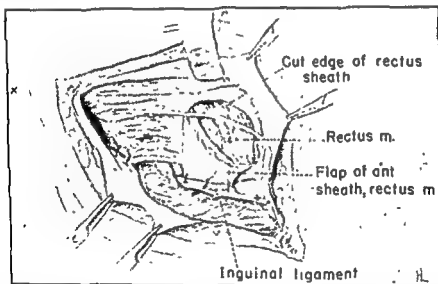 Cut edge of rectus
sheath
Rectus m.
Flap of ant
sheath, rectus m
Inguinal ligament